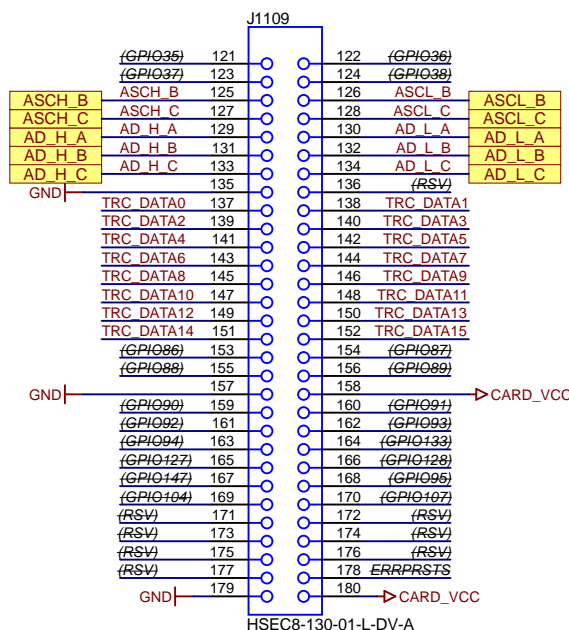 J1109
(GPIO35) 121 122 (GPIO36)
(GPIO37) 123 124 (GPIO38)
ASCH_B ASCH_B 125 126 ASCL_B ASCL_B
ASCH_C ASCH_C 127 128 ASCL_C ASCL_C
AD_H_A AD_H_A 129 130 AD_L_A AD_L_A
AD_H_B AD_H_B 131 132 AD_L_B AD_L_B
AD_H_C AD_H_C 133 134 AD_L_C AD_L_C
GND 135 136 (RSV)
TRC_DATA0 137 138 TRC_DATA1
TRC_DATA2 139 140 TRC_DATA3
TRC_DATA4 141 142 TRC_DATA5
TRC_DATA6 143 144 TRC_DATA7
TRC_DATA8 145 146 TRC_DATA9
TRC_DATA10 147 148 TRC_DATA11
TRC_DATA12 149 150 TRC_DATA13
TRC_DATA14 151 152 TRC_DATA15
(GPIO86) 153 154 (GPIO87)
(GPIO88) 155 156 (GPIO89)
GND 157 158 CARD_VCC
(GPIO90) 159 160 (GPIO91)
(GPIO92) 161 162 (GPIO93)
(GPIO94) 163 164 (GPIO133)
(GPIO127) 165 166 (GPIO128)
(GPIO147) 167 168 (GPIO95)
(GPIO104) 169 170 (GPIO107)
(RSV) 171 172 (RSV)
(RSV) 173 174 (RSV)
(RSV) 175 176 (RSV)
(RSV) 177 178 ERRPRSTS
GND 179 180 CARD_VCC
HSEC8-130-01-L-DV-A